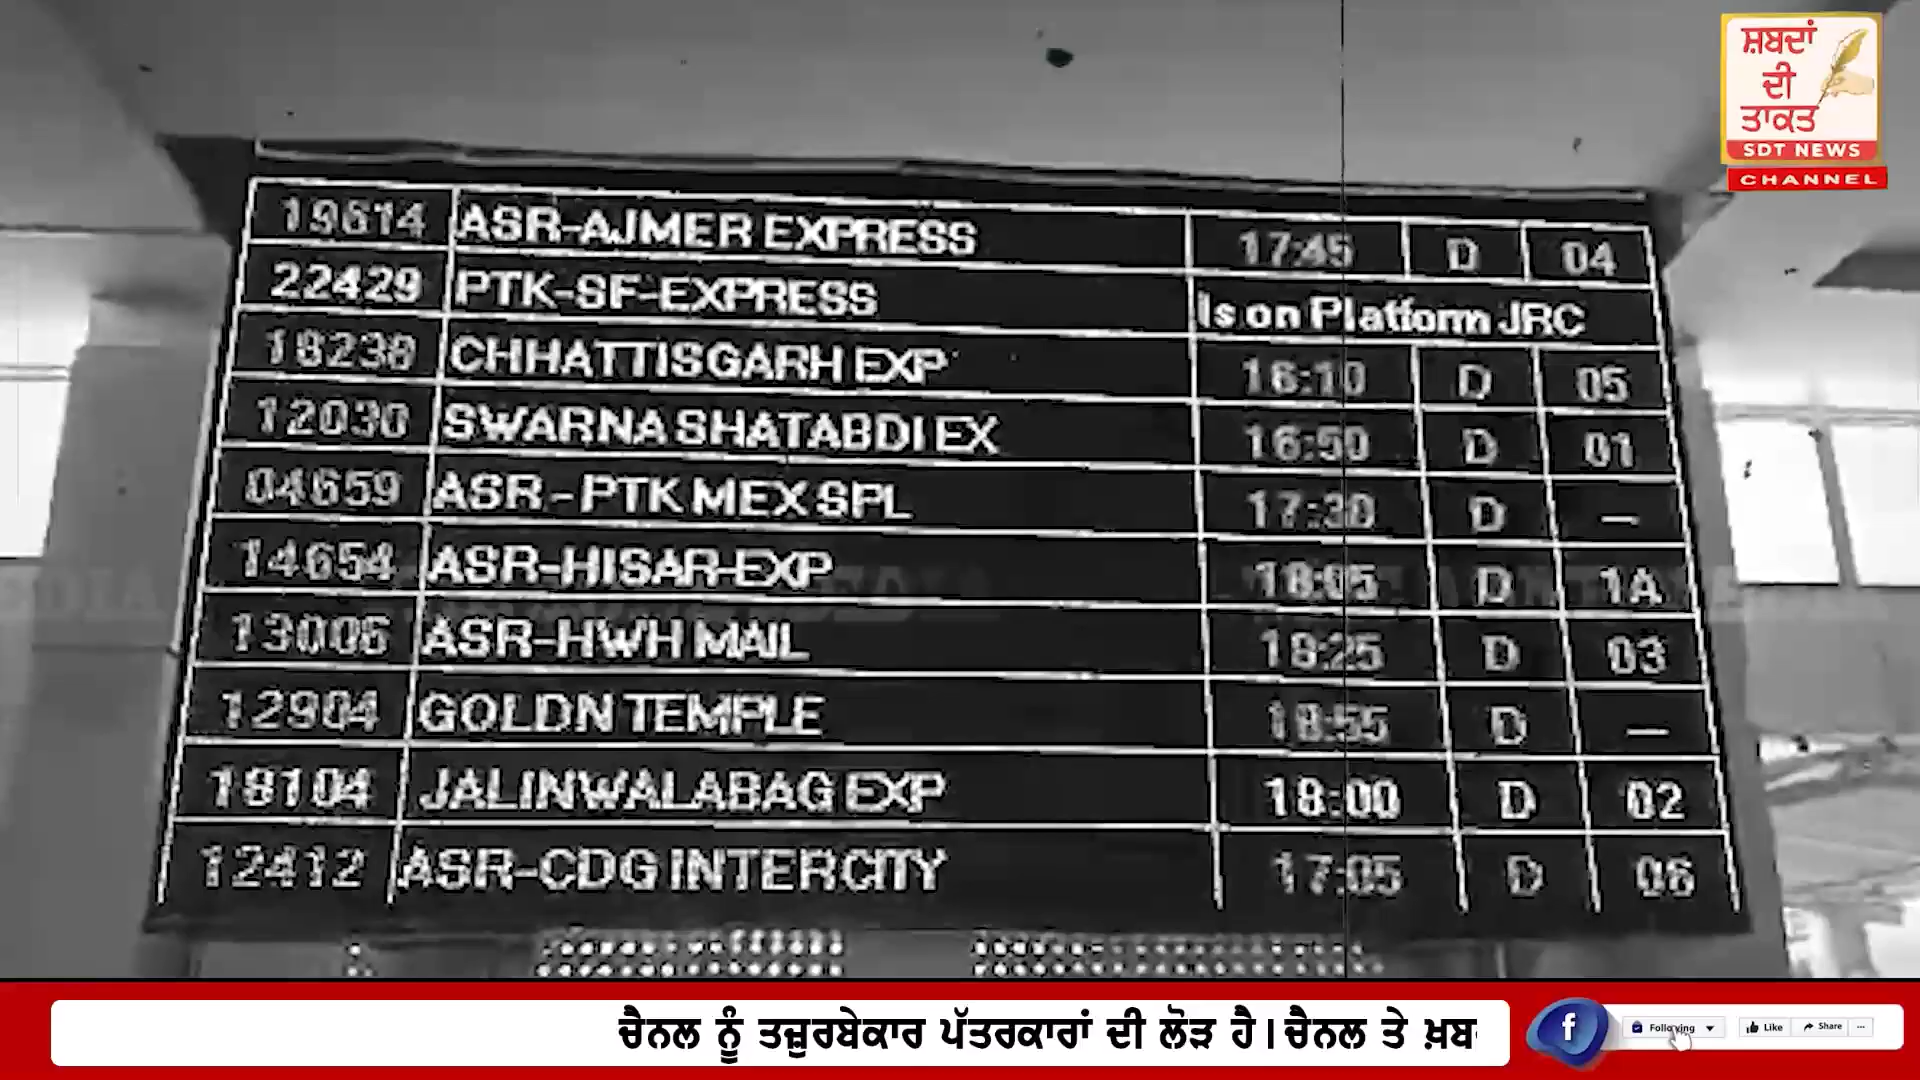 ਸ਼ਬਦਾਂ
ਦੀ
ਤਾਕਤ
SDT NEWS
CHANNEL
19614 ASR-AJMER EXPRESS 17:45 D 04
22429 PTK-SF-EXPRESS Is on Platform JRC
18238 CHHATTISGARH EXP 16:10 D 05
12030 SWARNA SHATABDI EX 16:50 D 01
04659 ASR-PTK MEX SPL 17:30 D —
14654 ASR-HISAR-EXP 18:05 D 1A
13006 ASR-HWH MAIL 18:25 D 03
12904 GOLDN TEMPLE 18:55 D —
18104 JALINWALABAG EXP 18:00 D 02
12412 ASR-CDG INTERCITY 17:05 D 06
ਚੈਨਲ ਨੂੰ ਤਜ਼ੁਰਬੇਕਾਰ ਪੱਤਰਕਾਰਾਂ ਦੀ ਲੋੜ ਹੈ। ਚੈਨਲ ਤੇ ਖ਼ਬ
f Following Like Share ...